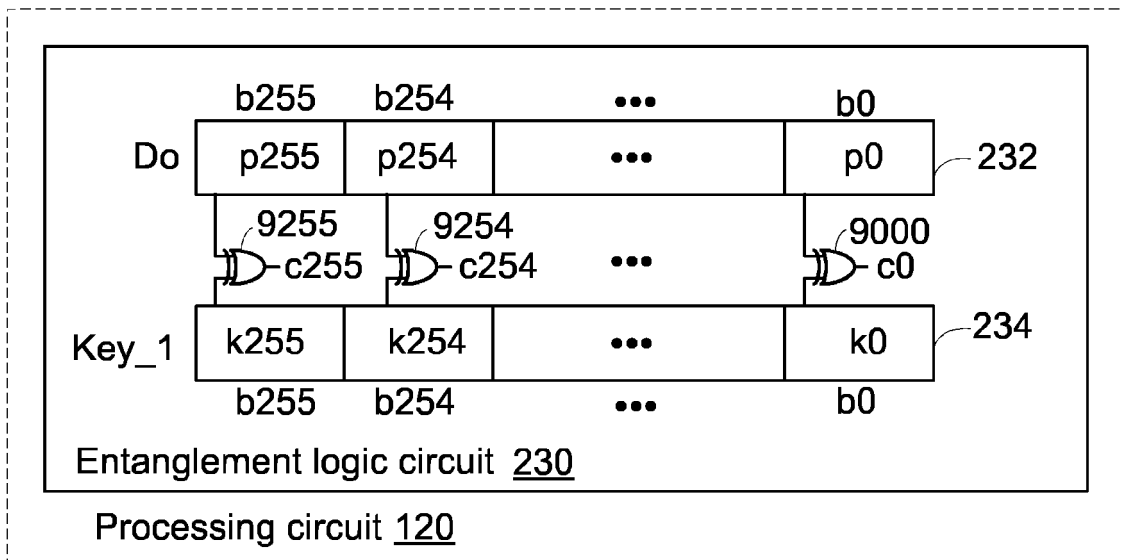 b255 b254 ••• b0
Do p255 p254 ••• p0 232
9255 9254 9000
c255 c254 ••• c0
Key_1 k255 k254 ••• k0 234
b255 b254 ••• b0
Entanglement logic circuit 230
Processing circuit 120